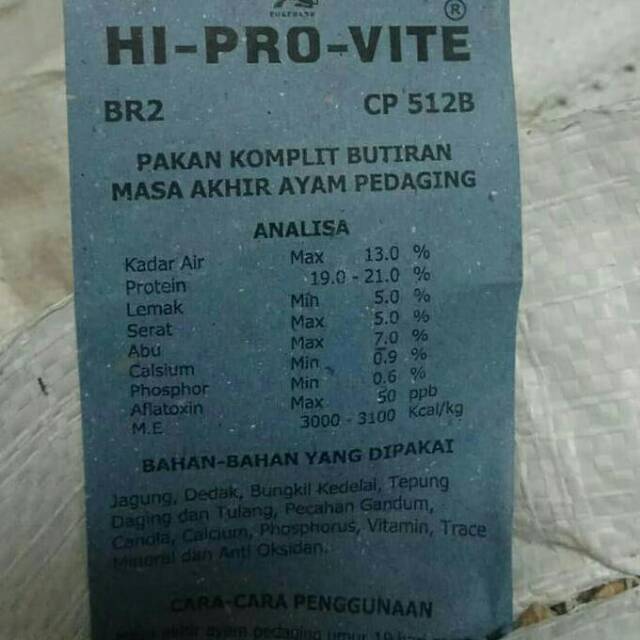 HI-PRO-VITE ®
BR2 CP 512B
PAKAN KOMPLIT BUTIRAN
MASA AKHIR AYAM PEDAGING
ANALISA
Kadar Air Max 13.0 %
Protein 19.0 - 21.0 %
Lemak Min 5.0 %
Serat Max 5.0 %
Abu Max 7.0 %
Calsium Min 0.9 %
Phosphor Min 0.6 %
Aflatoxin Max 50 ppb
M.E 3000 - 3100 Kcal/kg
BAHAN-BAHAN YANG DIPAKAI
Jagung, Dedak, Bungkil Kedelai, Tepung
Daging dan Tulang, Pecahan Gandum,
Canola, Calcium, Phosphorus, Vitamin, Trace
Mineral dan Anti Oksidan.
CARA-CARA PENGGUNAAN
akhir ayam pedaging umur